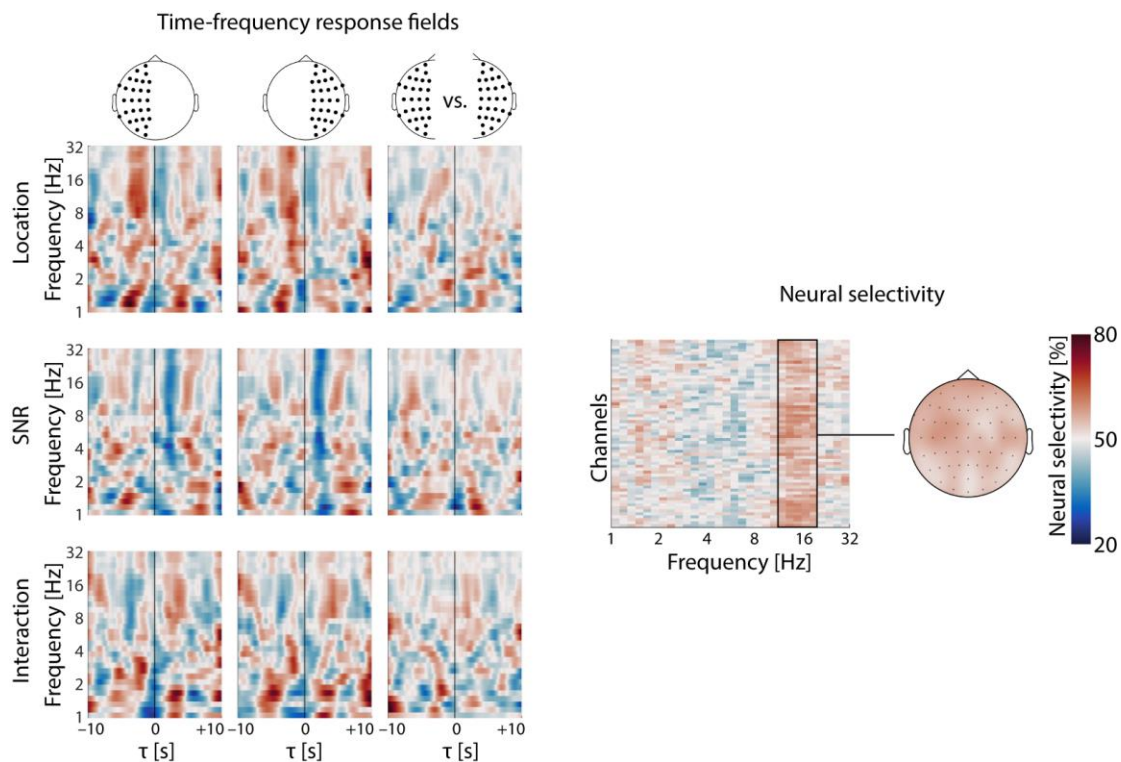 Time-frequency response fields
vs.
Location
Frequency [Hz]
32
16
8
4
2
1
SNR
Frequency [Hz]
32
16
8
4
2
1
Interaction
Frequency [Hz]
32
16
8
4
2
1
−10 0 +10 −10 0 +10 −10 0 +10
τ [s] τ [s] τ [s]
Neural selectivity
Channels
1 2 4 8 16 32
Frequency [Hz]
Neural selectivity [%]
80
50
20